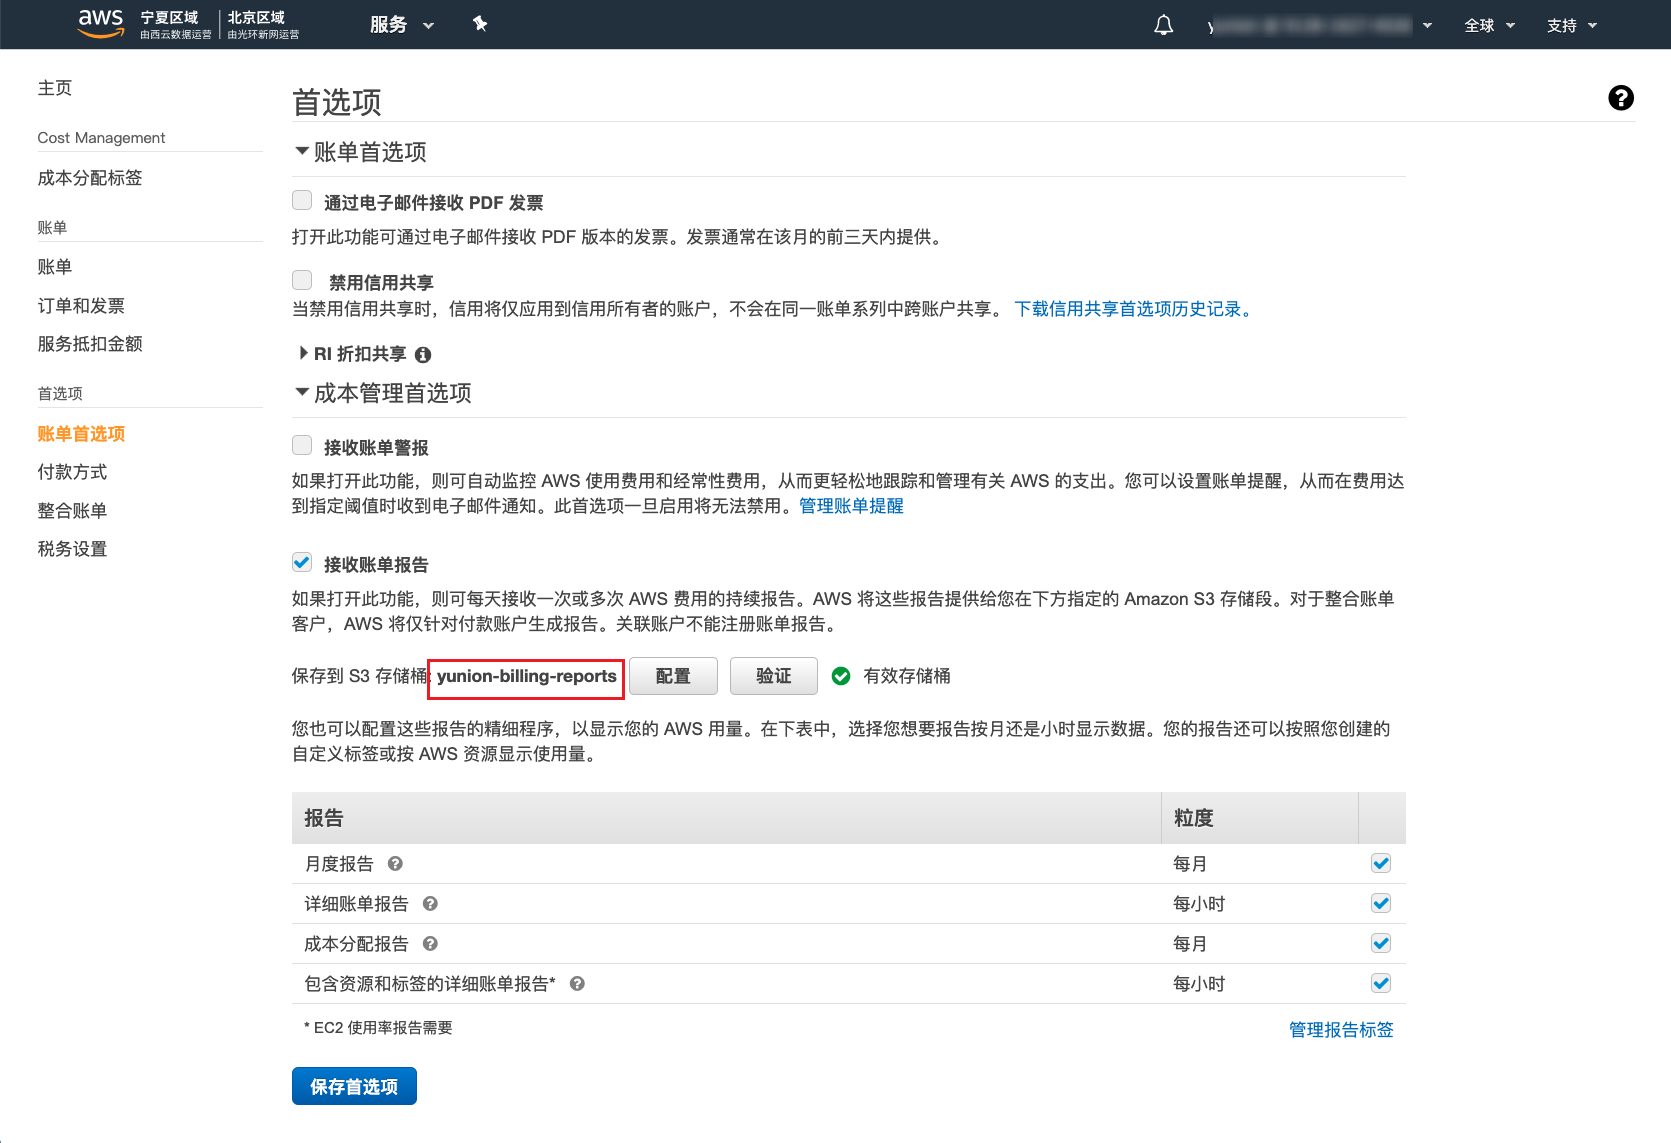 aws 宁夏区域 北京区域
由西云数据运营 由光环新网运营
服务
全球
支持
主页
Cost Management
成本分配标签
账单
账单
订单和发票
服务抵扣金额
首选项
账单首选项
付款方式
整合账单
税务设置
首选项
账单首选项
通过电子邮件接收 PDF 发票
打开此功能可通过电子邮件接收 PDF 版本的发票。发票通常在该月的前三天内提供。
禁用信用共享
当禁用信用共享时，信用将仅应用到信用所有者的账户，不会在同一账单系列中跨账户共享。 下载信用共享首选项历史记录。
RI 折扣共享
成本管理首选项
接收账单警报
如果打开此功能，则可自动监控 AWS 使用费用和经常性费用，从而更轻松地跟踪和管理有关 AWS 的支出。您可以设置账单提醒，从而在费用达
到指定阈值时收到电子邮件通知。此首选项一旦启用将无法禁用。管理账单提醒
接收账单报告
如果打开此功能，则可每天接收一次或多次 AWS 费用的持续报告。AWS 将这些报告提供给您在下方指定的 Amazon S3 存储段。对于整合账单
客户，AWS 将仅针对付款账户生成报告。关联账户不能注册账单报告。
保存到 S3 存储桶: yunion-billing-reports 配置 验证 有效存储桶
您也可以配置这些报告的精细程序，以显示您的 AWS 用量。在下表中，选择您想要报告按月还是小时显示数据。您的报告还可以按照您创建的
自定义标签或按 AWS 资源显示使用量。
报告 粒度
月度报告 每月
详细账单报告 每小时
成本分配报告 每月
包含资源和标签的详细账单报告* 每小时
* EC2 使用率报告需要
管理报告标签
保存首选项